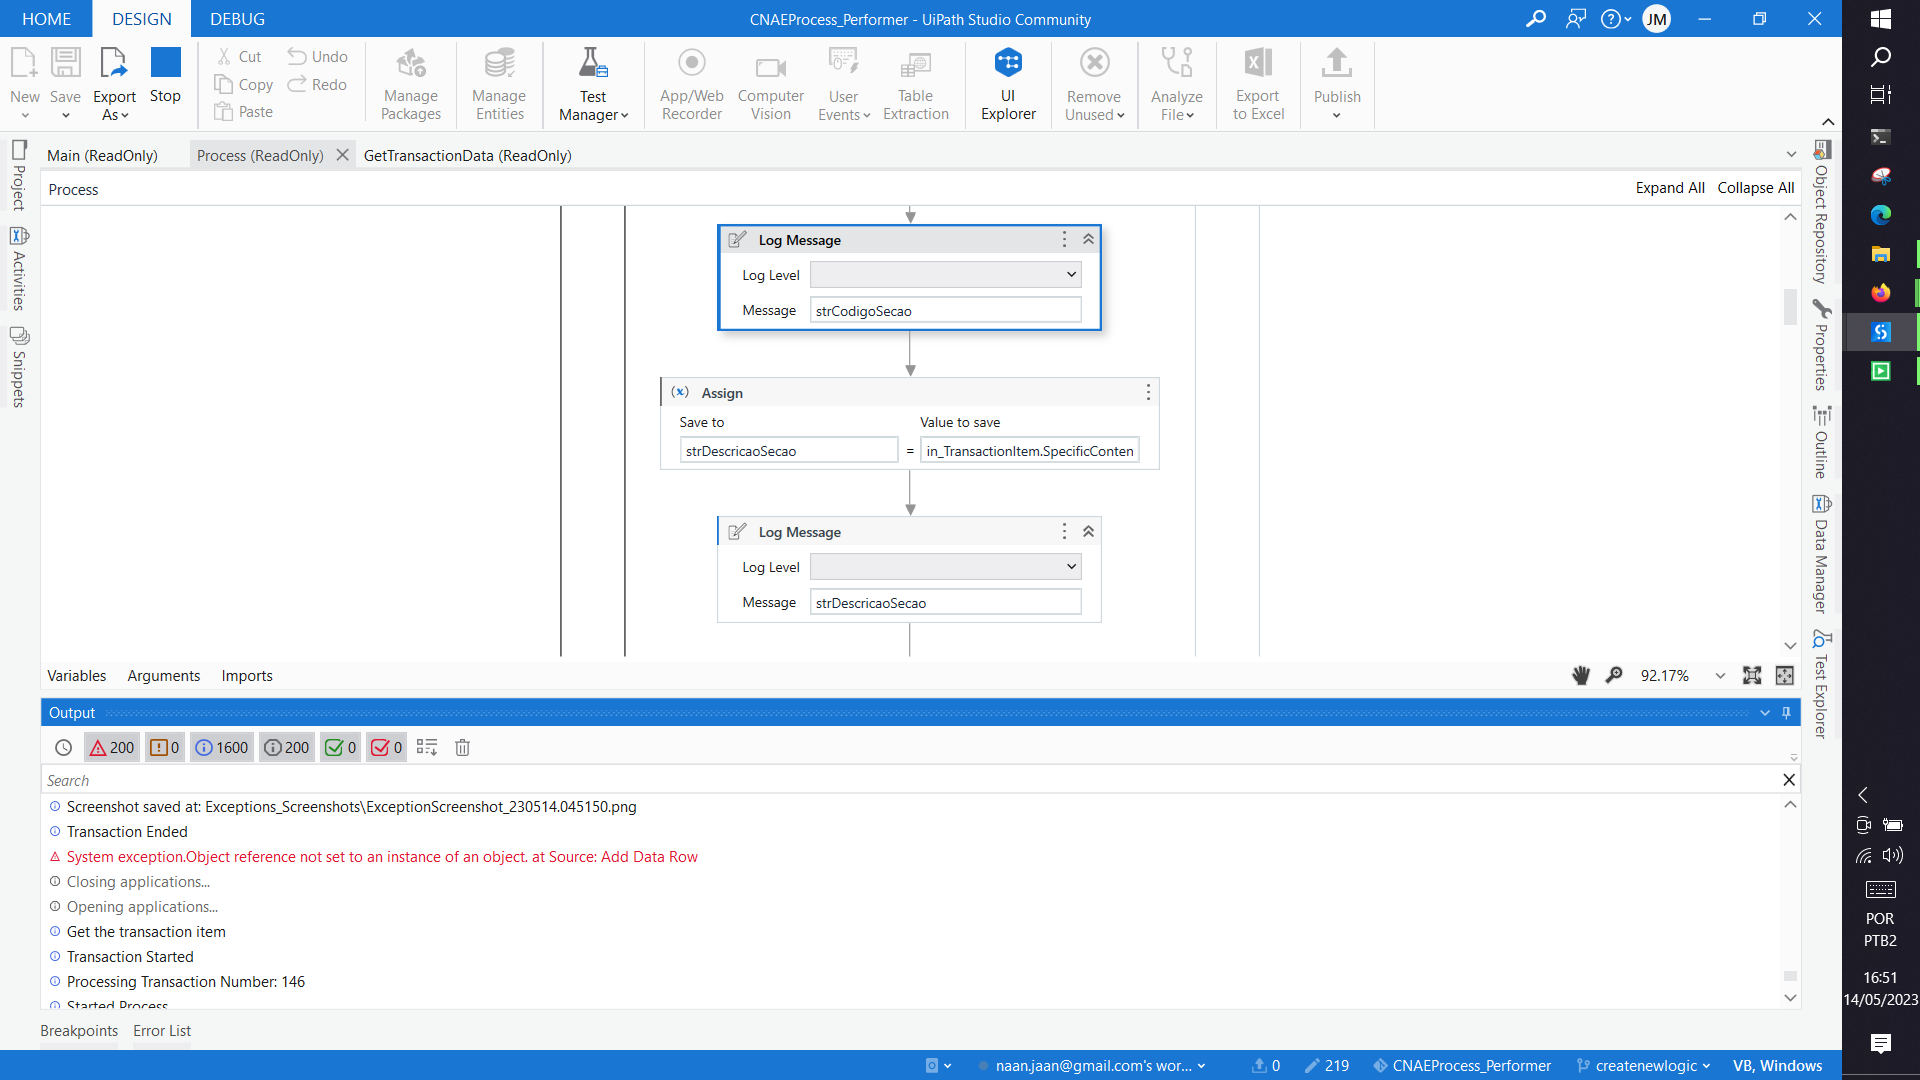 HOME DESIGN DEBUG CNAEProcess_Performer - UiPath Studio Community JM
New Save Export As Stop
Cut Copy Paste Undo Redo
Manage Packages Manage Entities Test Manager App/Web Recorder Computer Vision User Events Table Extraction UI Explorer Remove Unused Analyze File Export to Excel Publish
Main (ReadOnly) Process (ReadOnly) GetTransactionData (ReadOnly)
Process Expand All Collapse All
Project
Activities
Snippets
Log Message
Log Level
Message strCodigoSecao
Assign
Save to Value to save
strDescricaoSecao = in_TransactionItem.SpecificConten
Log Message
Log Level
Message strDescricaoSecao
Object Repository
Properties
Outline
Data Manager
Test Explorer
Variables Arguments Imports 92.17%
Output
200 0 1600 200 0 0
Search
Screenshot saved at: Exceptions_Screenshots\ExceptionScreenshot_230514.045150.png
Transaction Ended
System exception.Object reference not set to an instance of an object. at Source: Add Data Row
Closing applications...
Opening applications...
Get the transaction item
Transaction Started
Processing Transaction Number: 146
Started Process
Breakpoints Error List
naan.jaan@gmail.com's wor... 0 219 CNAEProcess_Performer createnewlogic VB, Windows
POR
PTB2
16:51
14/05/2023